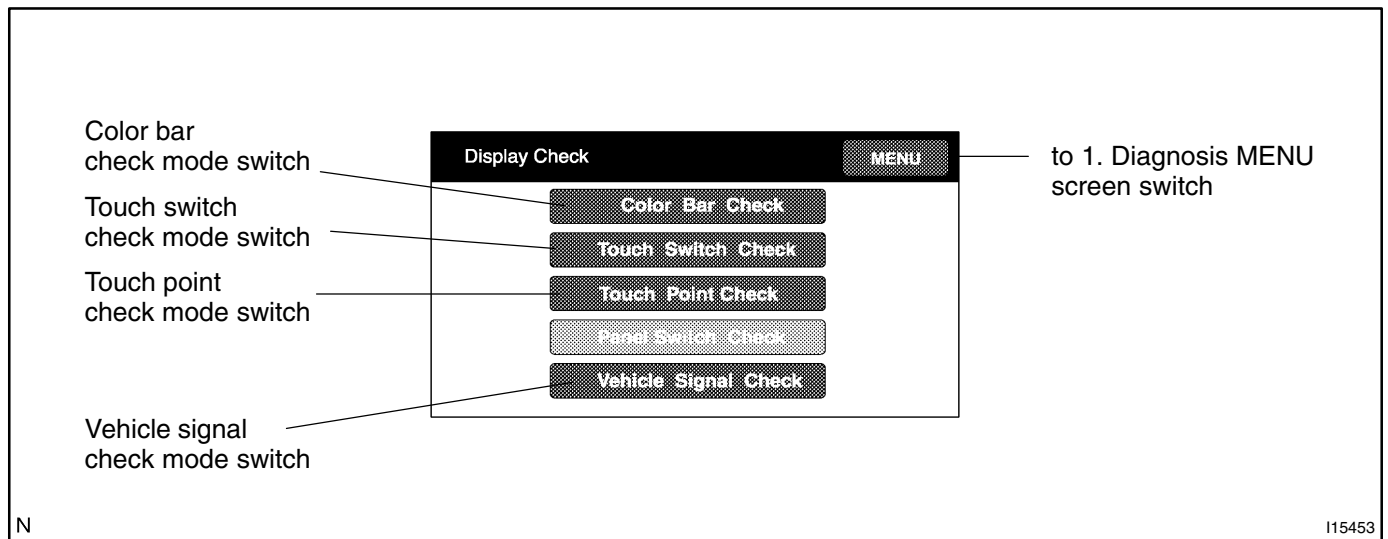 Color bar
check mode switch
Touch switch
check mode switch
Touch point
check mode switch
Vehicle signal
check mode switch
Display Check
MENU
Color Bar Check
Touch Switch Check
Touch Point Check
Panel Switch Check
Vehicle Signal Check
to 1. Diagnosis MENU
screen switch
N
I15453